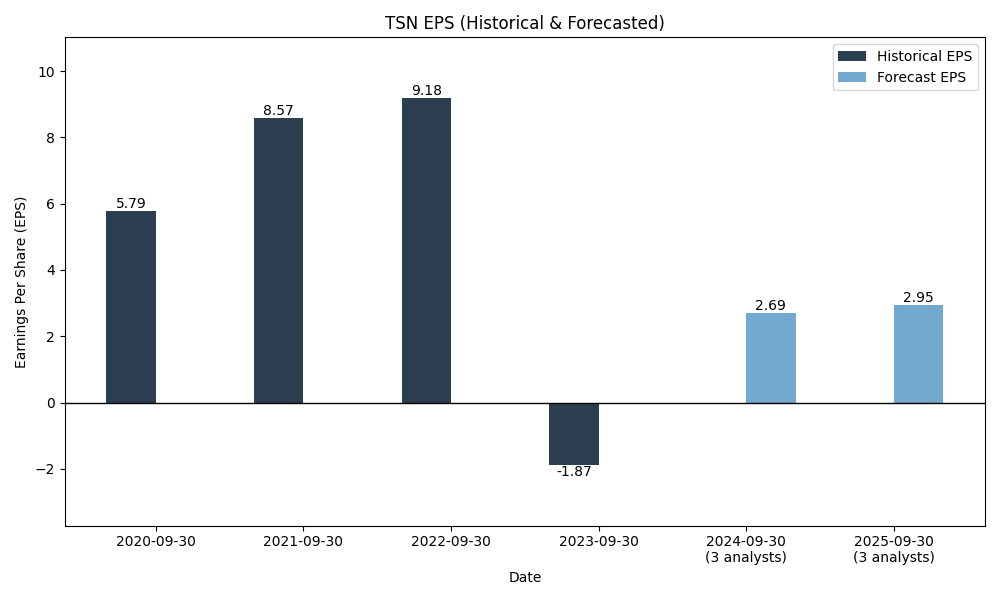 TSN EPS (Historical & Forecasted)
Historical EPS
Forecast EPS
Earnings Per Share (EPS)
10
8
6
4
2
0
−2
5.79
8.57
9.18
-1.87
2.69
2.95
2020-09-30
2021-09-30
2022-09-30
2023-09-30
2024-09-30
(3 analysts)
2025-09-30
(3 analysts)
Date